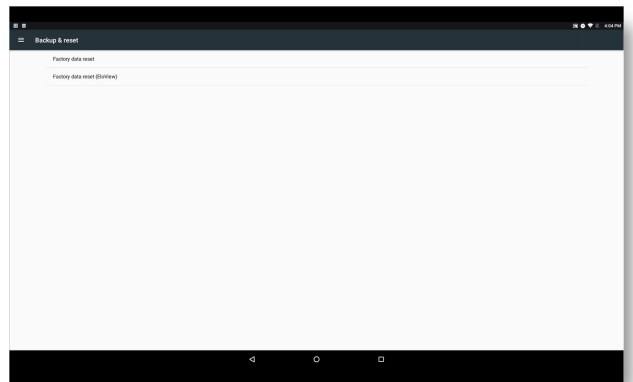 4:04 PM
Backup & reset
Factory data reset
Factory data reset (EloView)